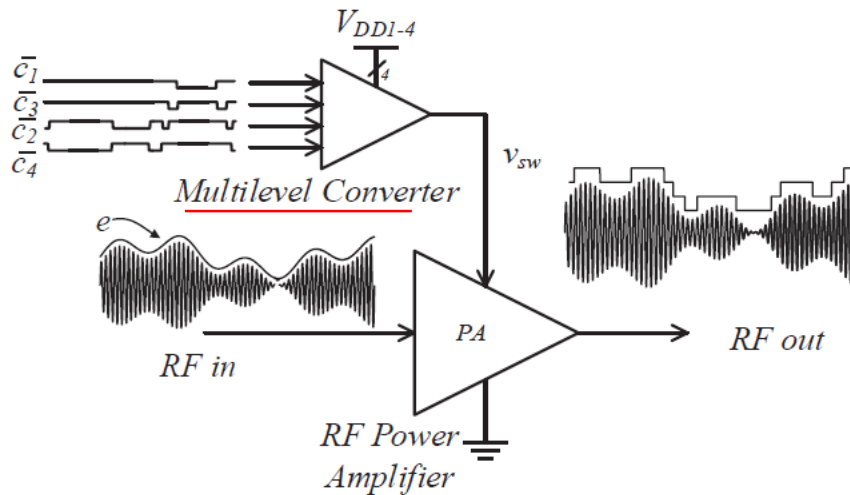 V_DD1-4
4
c̅₁
c̅₃
c̅₂
c̅₄
Multilevel Converter
v_sw
e
PA
RF in
RF out
RF Power
Amplifier